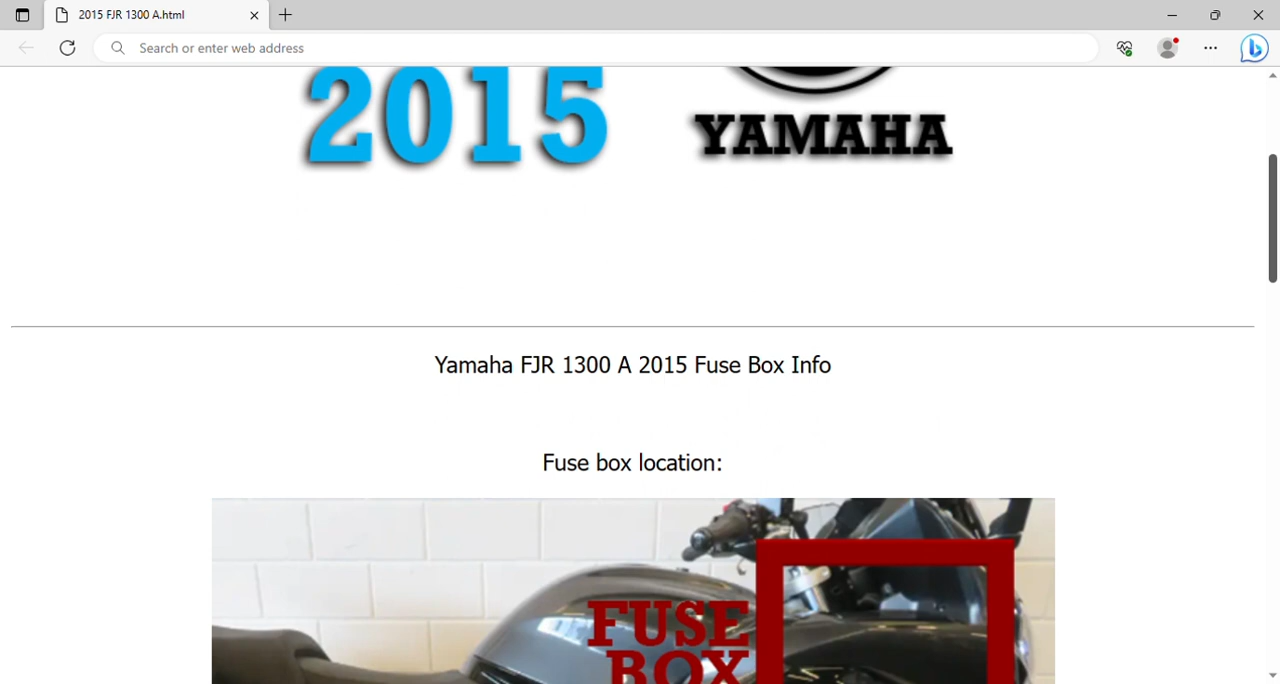 2015 FJR 1300 A.html
Search or enter web address
2015
YAMAHA
Yamaha FJR 1300 A 2015 Fuse Box Info
Fuse box location:
FUSE
BOX